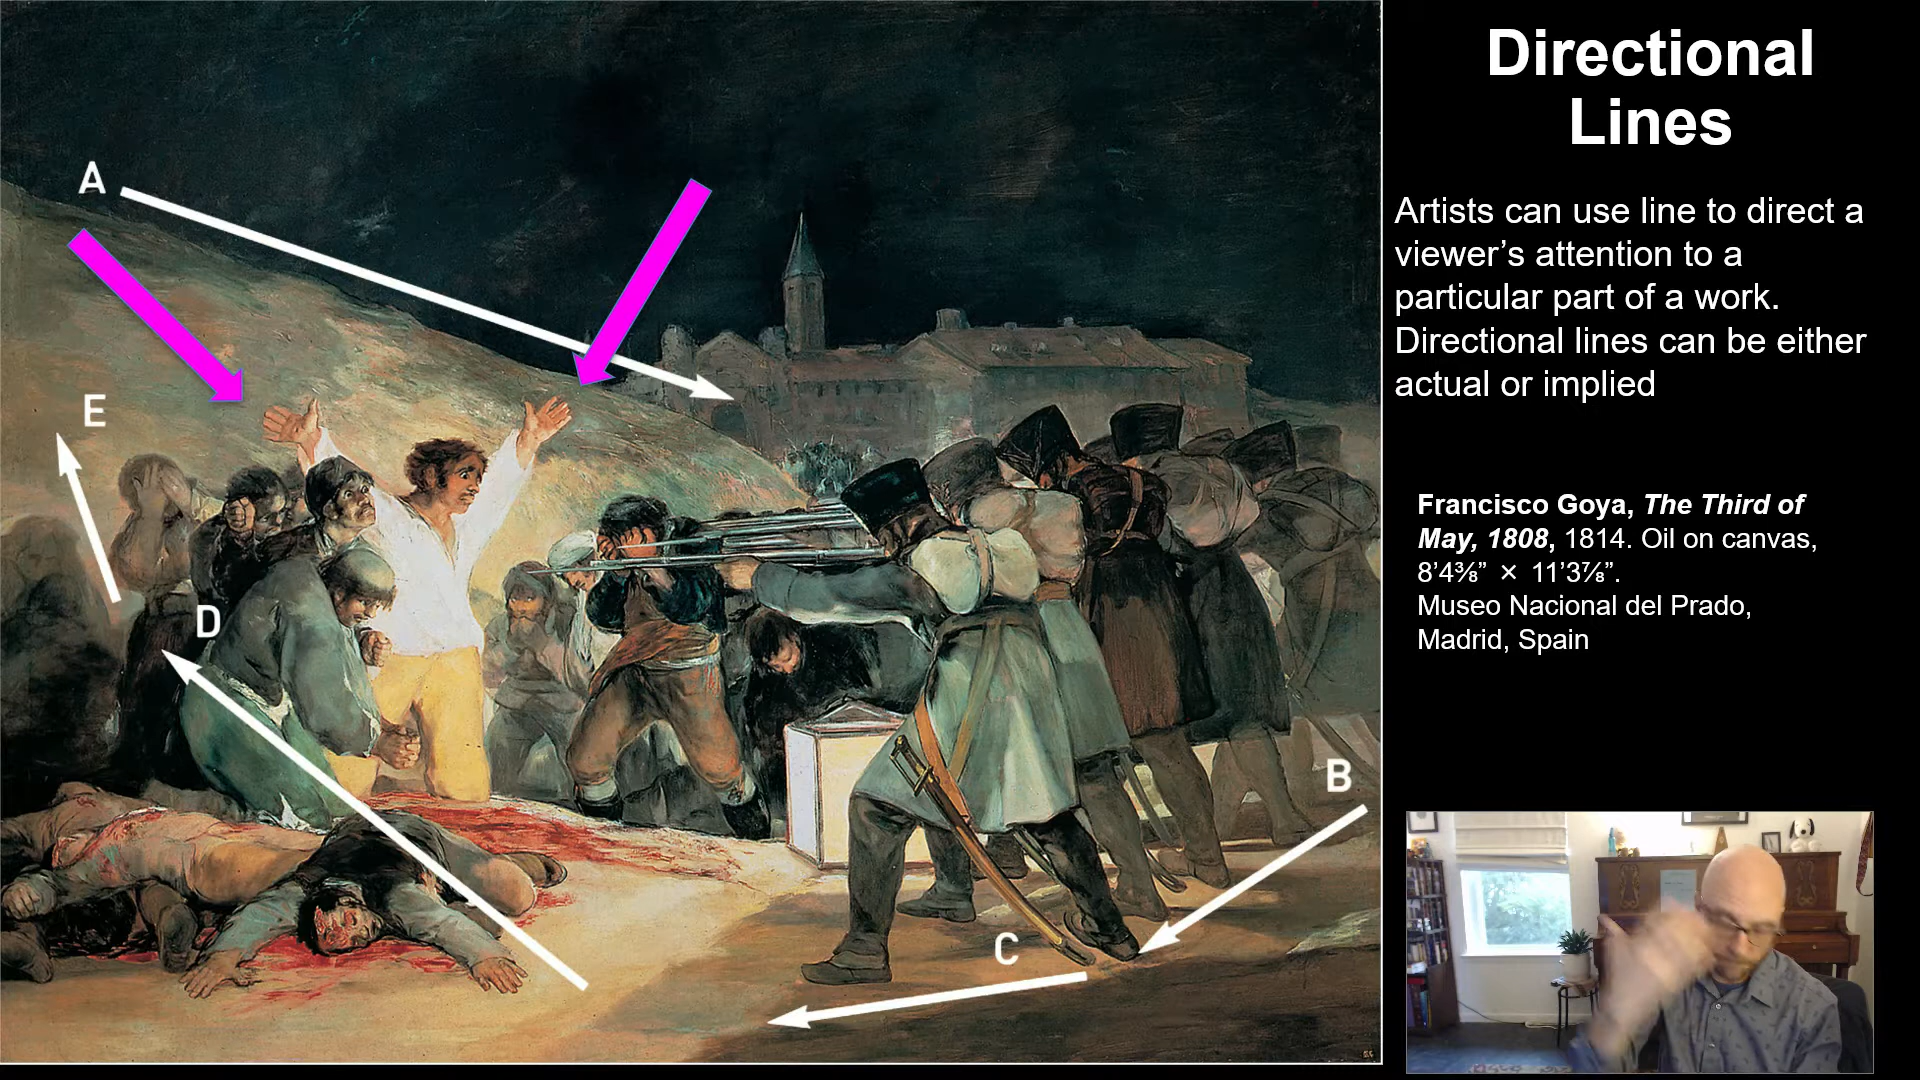 Directional
Lines
Artists can use line to direct a
viewer’s attention to a
particular part of a work.
Directional lines can be either
actual or implied
Francisco Goya, The Third of
May, 1808, 1814. Oil on canvas,
8’4⅜” × 11’3⅞”.
Museo Nacional del Prado,
Madrid, Spain
A
E
D
B
C